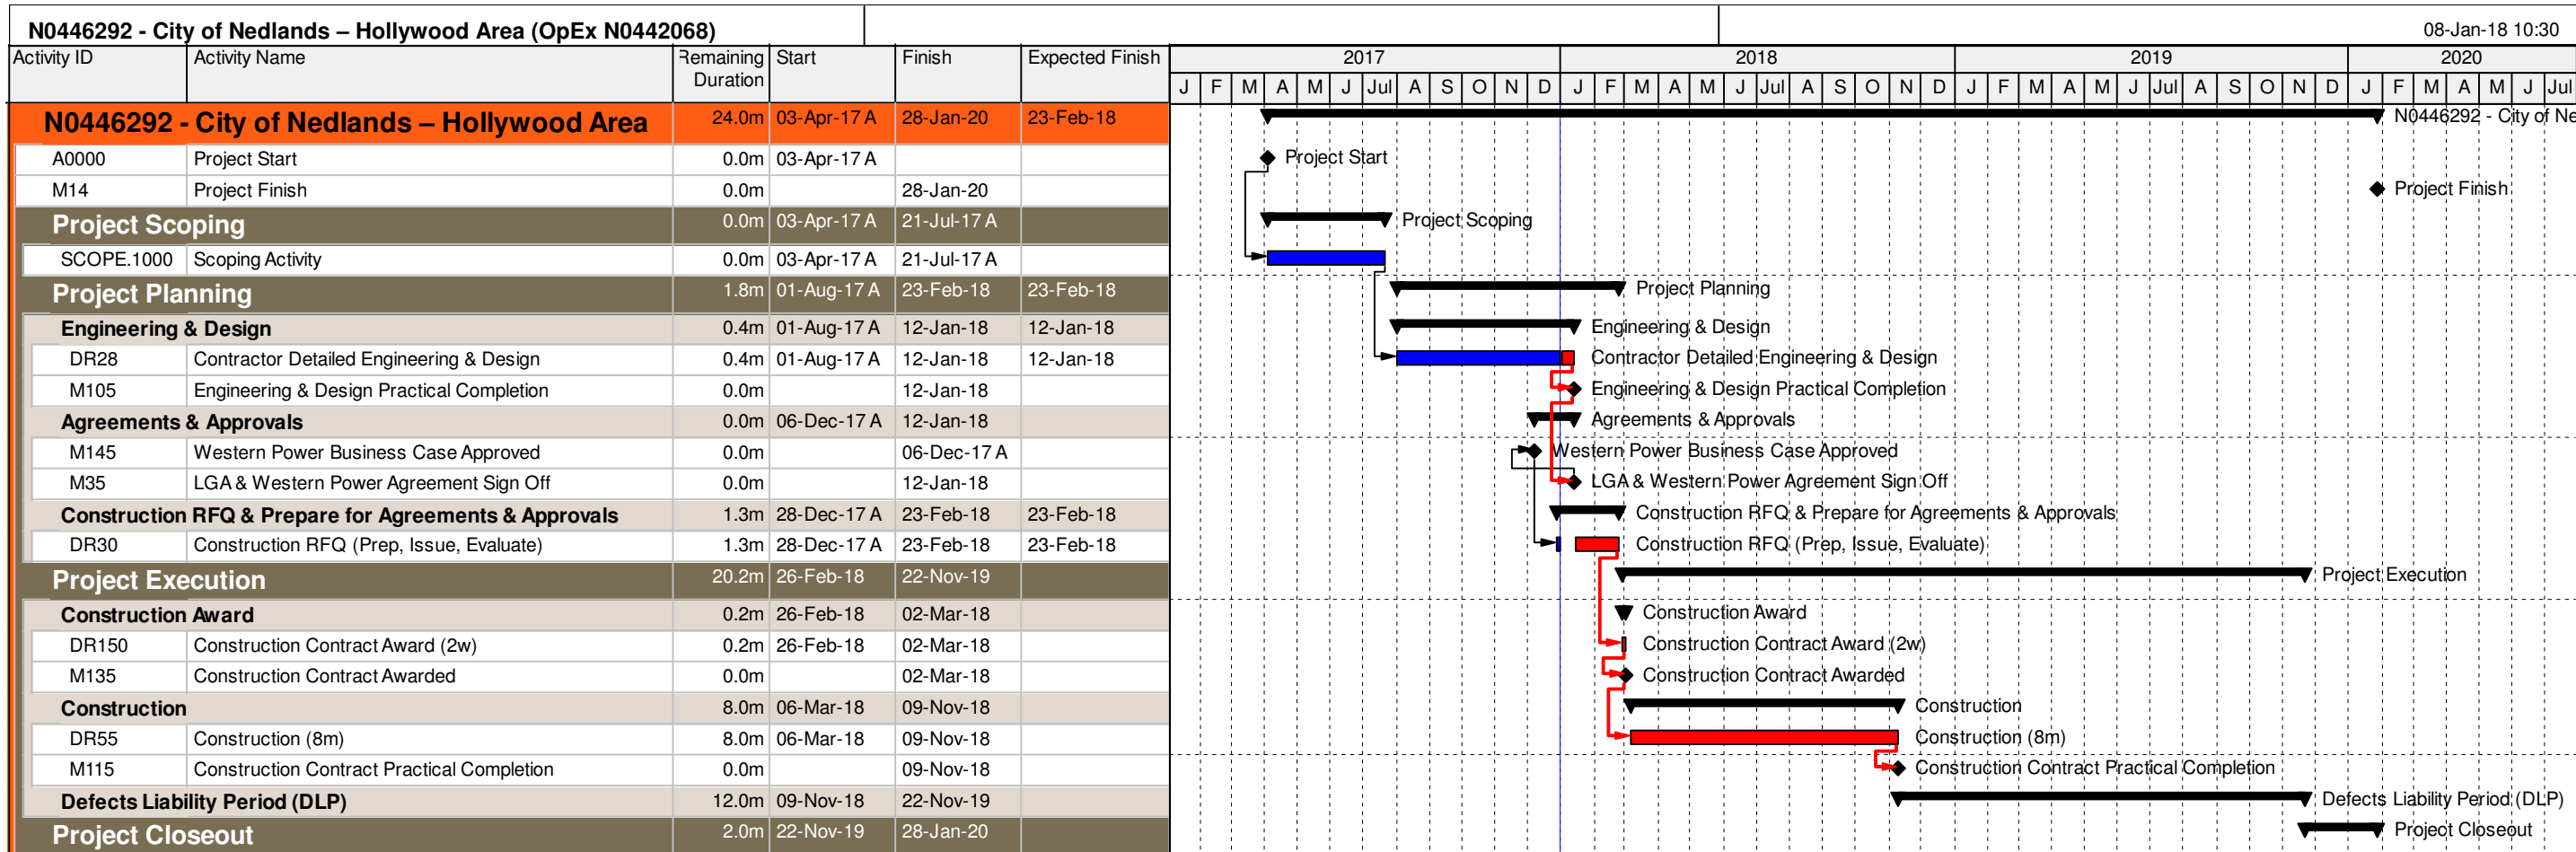 N0446292 - City of Nedlands – Hollywood Area (OpEx N0442068) 08-Jan-18 10:30
Activity ID Activity Name Remaining Duration Start Finish Expected Finish 2017 2018 2019 2020
J F M A M J Jul A S O N D J F M A M J Jul A S O N D J F M A M J Jul A S O N D J F M A M J Jul
N0446292 - City of Nedlands – Hollywood Area 24.0m 03-Apr-17 A 28-Jan-20 23-Feb-18 N0446292 - City of Ne
A0000 Project Start 0.0m 03-Apr-17 A Project Start
M14 Project Finish 0.0m 28-Jan-20 Project Finish
Project Scoping 0.0m 03-Apr-17 A 21-Jul-17 A Project Scoping
SCOPE.1000 Scoping Activity 0.0m 03-Apr-17 A 21-Jul-17 A
Project Planning 1.8m 01-Aug-17 A 23-Feb-18 23-Feb-18 Project Planning
Engineering & Design 0.4m 01-Aug-17 A 12-Jan-18 12-Jan-18 Engineering & Design
DR28 Contractor Detailed Engineering & Design 0.4m 01-Aug-17 A 12-Jan-18 12-Jan-18 Contractor Detailed Engineering & Design
M105 Engineering & Design Practical Completion 0.0m 12-Jan-18 Engineering & Design Practical Completion
Agreements & Approvals 0.0m 06-Dec-17 A 12-Jan-18 Agreements & Approvals
M145 Western Power Business Case Approved 0.0m 06-Dec-17 A Western Power Business Case Approved
M35 LGA & Western Power Agreement Sign Off 0.0m 12-Jan-18 LGA & Western Power Agreement Sign Off
Construction RFQ & Prepare for Agreements & Approvals 1.3m 28-Dec-17 A 23-Feb-18 23-Feb-18 Construction RFQ & Prepare for Agreements & Approvals
DR30 Construction RFQ (Prep, Issue, Evaluate) 1.3m 28-Dec-17 A 23-Feb-18 23-Feb-18 Construction RFQ (Prep, Issue, Evaluate)
Project Execution 20.2m 26-Feb-18 22-Nov-19 Project Execution
Construction Award 0.2m 26-Feb-18 02-Mar-18 Construction Award
DR150 Construction Contract Award (2w) 0.2m 26-Feb-18 02-Mar-18 Construction Contract Award (2w)
M135 Construction Contract Awarded 0.0m 02-Mar-18 Construction Contract Awarded
Construction 8.0m 06-Mar-18 09-Nov-18 Construction
DR55 Construction (8m) 8.0m 06-Mar-18 09-Nov-18 Construction (8m)
M115 Construction Contract Practical Completion 0.0m 09-Nov-18 Construction Contract Practical Completion
Defects Liability Period (DLP) 12.0m 09-Nov-18 22-Nov-19 Defects Liability Period (DLP)
Project Closeout 2.0m 22-Nov-19 28-Jan-20 Project Closeout